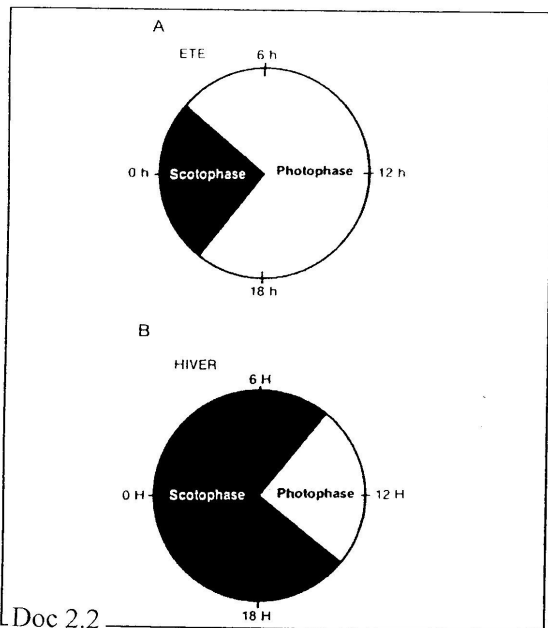 A
ETE
6 h
0 h
Scotophase
Photophase
12 h
18 h
B
HIVER
6 H
0 H
Scotophase
Photophase
12 H
18 H
Doc 2.2